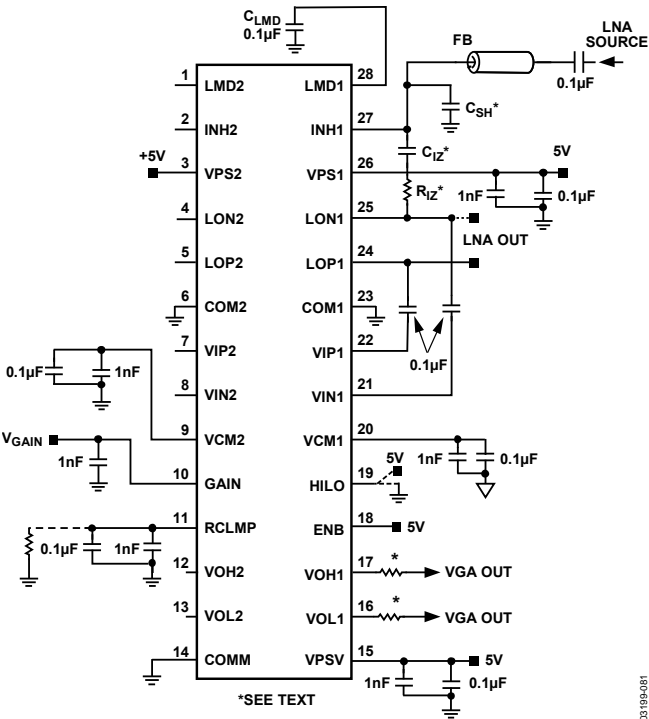 C_LMD
0.1µF
FB
LNA
SOURCE
0.1µF
C_SH*
1 LMD2
LMD1 28
2 INH2
INH1 27
C_IZ*
+5V
3 VPS2
VPS1 26
R_IZ*
5V
1nF
0.1µF
4 LON2
LON1 25
LNA OUT
5 LOP2
LOP1 24
6 COM2
COM1 23
7 VIP2
VIP1 22
0.1µF
0.1µF
1nF
8 VIN2
VIN1 21
9 VCM2
VCM1 20
1nF
0.1µF
V_GAIN
1nF
10 GAIN
HILO 19
5V
11 RCLMP
ENB 18
5V
0.1µF
1nF
12 VOH2
VOH1 17
*
VGA OUT
13 VOL2
VOL1 16
*
VGA OUT
14 COMM
VPSV 15
5V
1nF
0.1µF
*SEE TEXT
03199-081